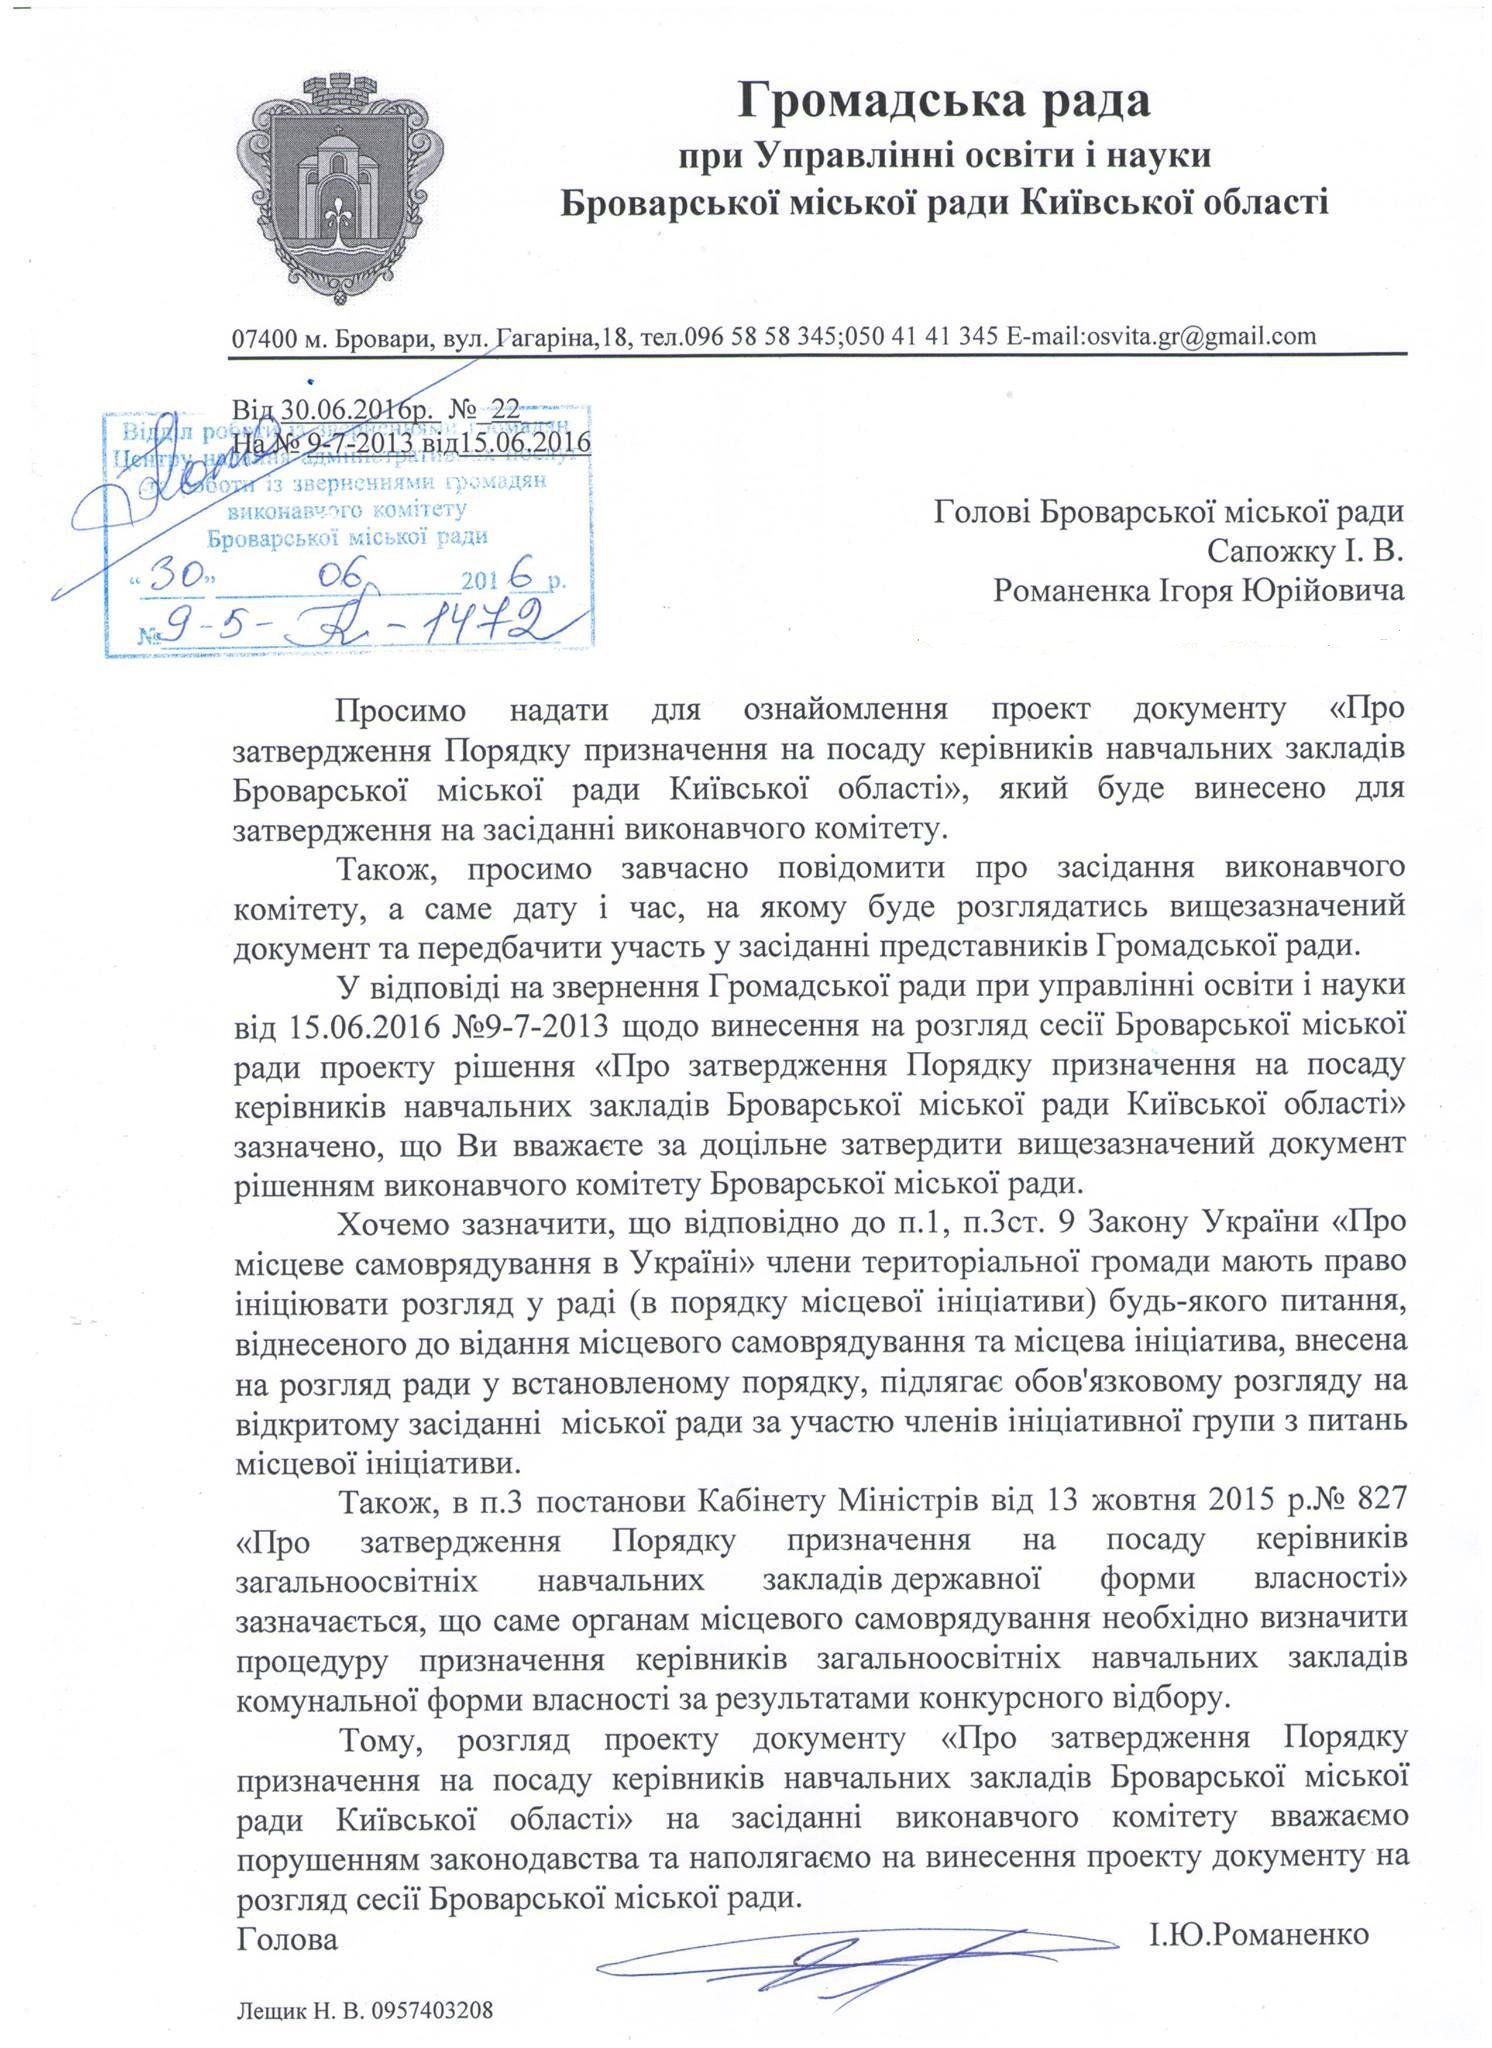 Громадська рада
при Управлінні освіти і науки
Броварської міської ради Київської області
07400 м. Бровари, вул. Гагаріна,18, тел.096 58 58 345;050 41 41 345 E-mail:osvita.gr@gmail.com
Від 30.06.2016р. № 22
На № 9-7-2013 від15.06.2016
Відділ роботи із зверненнями громадян
Центру надання адміністративних послуг
та роботи із зверненнями громадян
виконавчого комітету
Броварської міської ради
“30” 06 2016 р.
№9-5- -1472
Голові Броварської міської ради
Сапожку І. В.
Романенка Ігоря Юрійовича
Просимо надати для ознайомлення проект документу «Про
затвердження Порядку призначення на посаду керівників навчальних закладів
Броварської міської ради Київської області», який буде винесено для
затвердження на засіданні виконавчого комітету.
Також, просимо завчасно повідомити про засідання виконавчого
комітету, а саме дату і час, на якому буде розглядатись вищезазначений
документ та передбачити участь у засіданні представників Громадської ради.
У відповіді на звернення Громадської ради при управлінні освіти і науки
від 15.06.2016 №9-7-2013 щодо винесення на розгляд сесії Броварської міської
ради проекту рішення «Про затвердження Порядку призначення на посаду
керівників навчальних закладів Броварської міської ради Київської області»
зазначено, що Ви вважаєте за доцільне затвердити вищезазначений документ
рішенням виконавчого комітету Броварської міської ради.
Хочемо зазначити, що відповідно до п.1, п.3ст. 9 Закону України «Про
місцеве самоврядування в Україні» члени територіальної громади мають право
ініціювати розгляд у раді (в порядку місцевої ініціативи) будь-якого питання,
віднесеного до відання місцевого самоврядування та місцева ініціатива, внесена
на розгляд ради у встановленому порядку, підлягає обов'язковому розгляду на
відкритому засіданні міської ради за участю членів ініціативної групи з питань
місцевої ініціативи.
Також, в п.3 постанови Кабінету Міністрів від 13 жовтня 2015 р.№ 827
«Про затвердження Порядку призначення на посаду керівників
загальноосвітніх навчальних закладів державної форми власності»
зазначається, що саме органам місцевого самоврядування необхідно визначити
процедуру призначення керівників загальноосвітніх навчальних закладів
комунальної форми власності за результатами конкурсного відбору.
Тому, розгляд проекту документу «Про затвердження Порядку
призначення на посаду керівників навчальних закладів Броварської міської
ради Київської області» на засіданні виконавчого комітету вважаємо
порушенням законодавства та наполягаємо на винесення проекту документу на
розгляд сесії Броварської міської ради.
Голова І.Ю.Романенко
Лещик Н. В. 0957403208